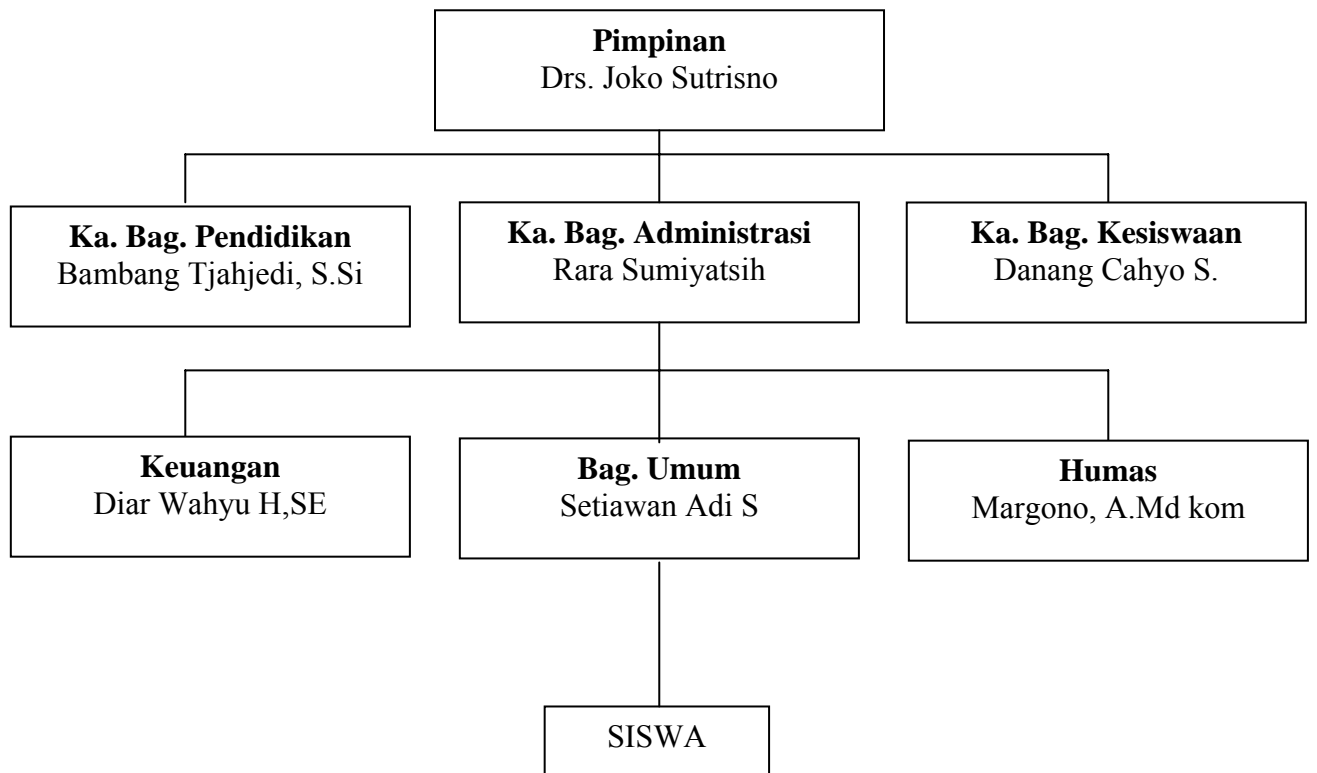 Pimpinan
Drs. Joko Sutrisno
Ka. Bag. Pendidikan
Bambang Tjahjedi, S.Si
Ka. Bag. Administrasi
Rara Sumiyatsih
Ka. Bag. Kesiswaan
Danang Cahyo S.
Keuangan
Diar Wahyu H,SE
Bag. Umum
Setiawan Adi S
Humas
Margono, A.Md kom
SISWA